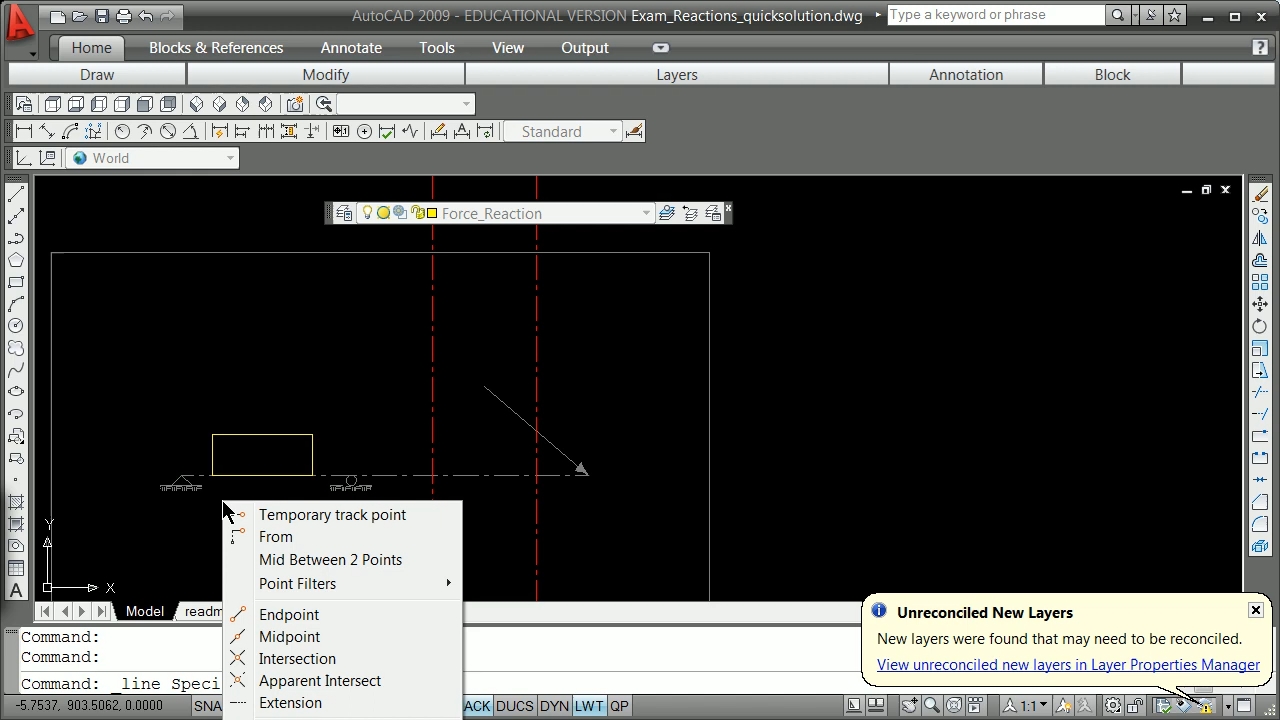 AutoCAD 2009 - EDUCATIONAL VERSION Exam_Reactions_quicksolution.dwg
Type a keyword or phrase
Home Blocks & References Annotate Tools View Output
Draw Modify Layers Annotation Block
Standard
World
Force_Reaction
Temporary track point
From
Mid Between 2 Points
Point Filters
Endpoint
Midpoint
Intersection
Apparent Intersect
Extension
Y
X
Model readm
Command:
Command:
Command: _line Speci
Unreconciled New Layers
New layers were found that may need to be reconciled.
View unreconciled new layers in Layer Properties Manager
-5.7537, 903.5062, 0.0000 SNA ACK DUCS DYN LWT QP 1:1